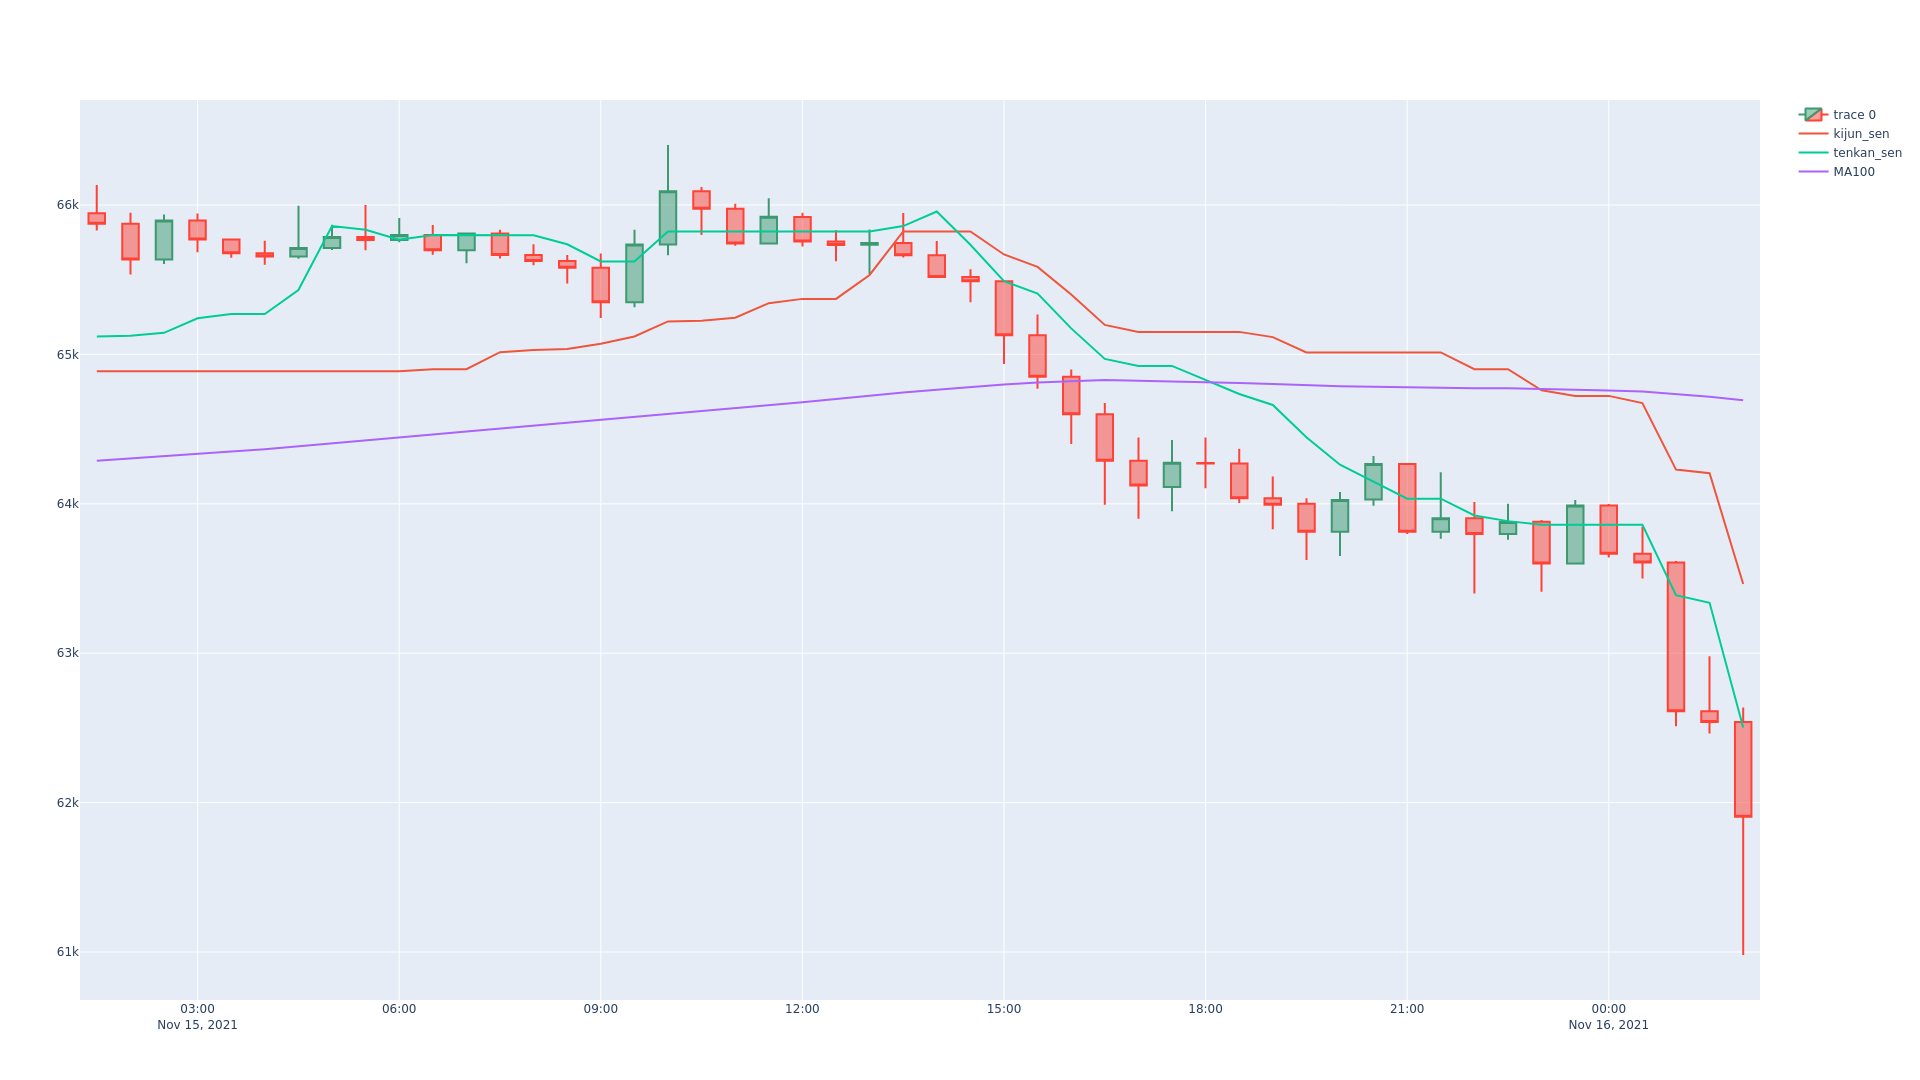 trace 0
kijun_sen
tenkan_sen
MA100
66k
65k
64k
63k
62k
61k
03:00 06:00 09:00 12:00 15:00 18:00 21:00 00:00
Nov 15, 2021 Nov 16, 2021